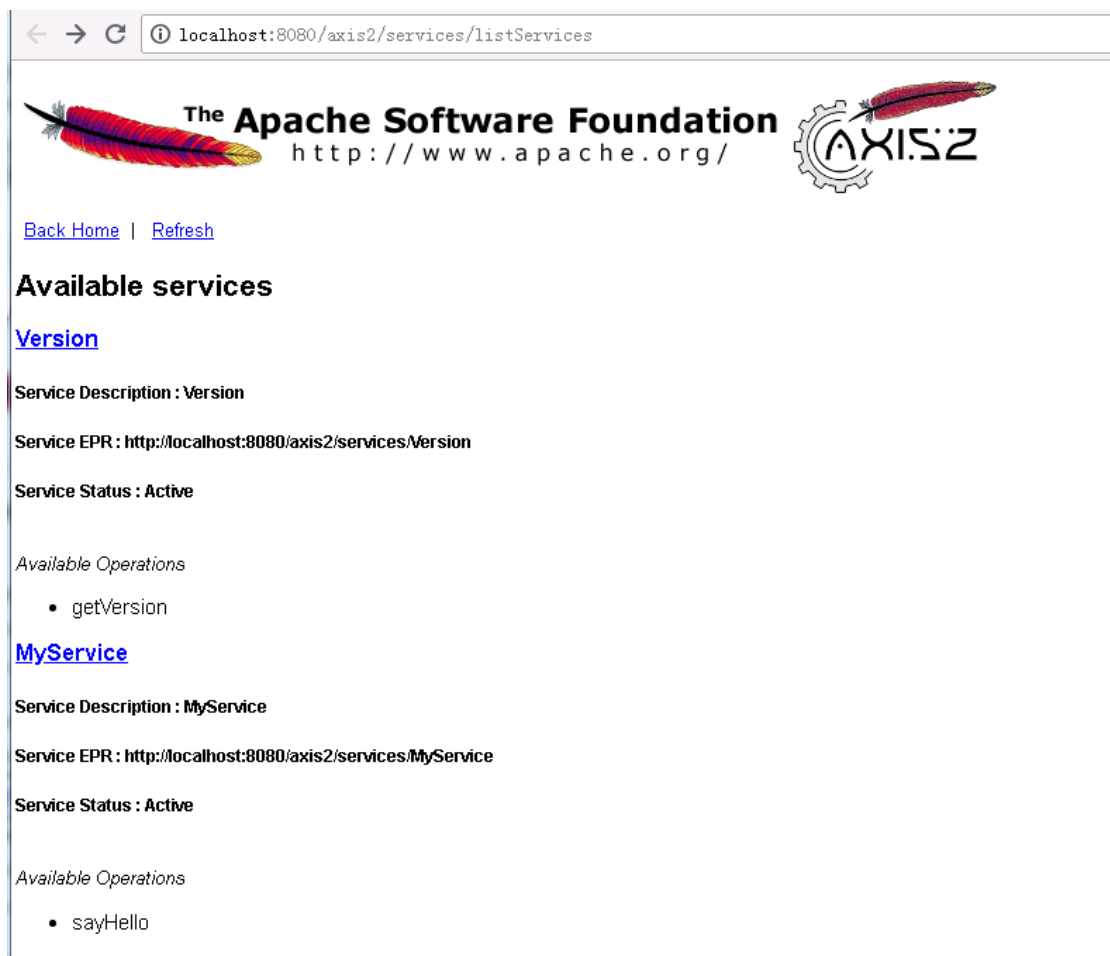 localhost:8080/axis2/services/listServices
The Apache Software Foundation
http://www.apache.org/
AXIS2
Back Home | Refresh
Available services
Version
Service Description : Version
Service EPR : http://localhost:8080/axis2/services/Version
Service Status : Active
Available Operations
• getVersion
MyService
Service Description : MyService
Service EPR : http://localhost:8080/axis2/services/MyService
Service Status : Active
Available Operations
• sayHello